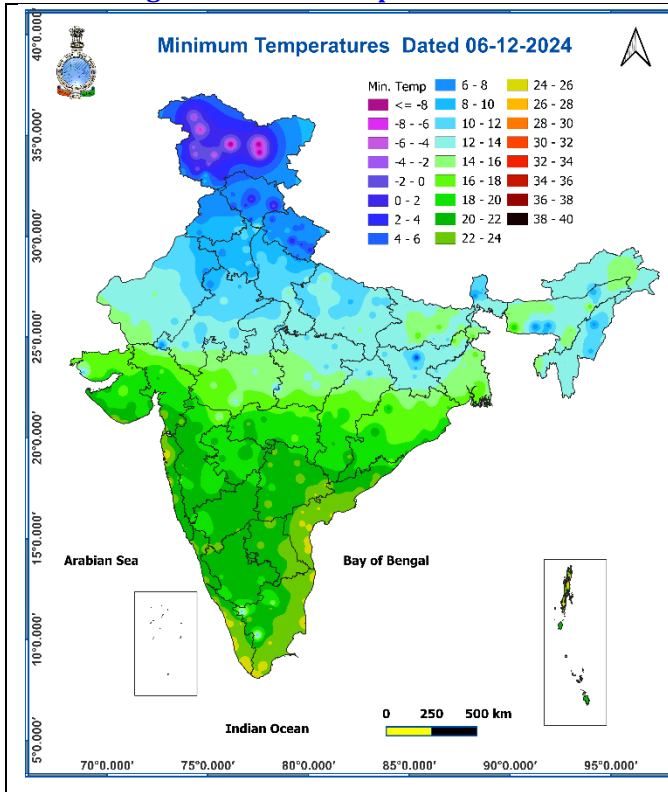 Minimum Temperatures Dated 06-12-2024
Min. Temp
<= -8
-8 - -6
-6 - -4
-4 - -2
-2 - 0
0 - 2
2 - 4
4 - 6
6 - 8
8 - 10
10 - 12
12 - 14
14 - 16
16 - 18
18 - 20
20 - 22
22 - 24
24 - 26
26 - 28
28 - 30
30 - 32
32 - 34
34 - 36
36 - 38
38 - 40
40°0.000'
35°0.000'
30°0.000'
25°0.000'
20°0.000'
15°0.000'
10°0.000'
5°0.000'
Arabian Sea
Bay of Bengal
Indian Ocean
0 250 500 km
70°0.000' 75°0.000' 80°0.000' 85°0.000' 90°0.000' 95°0.000'